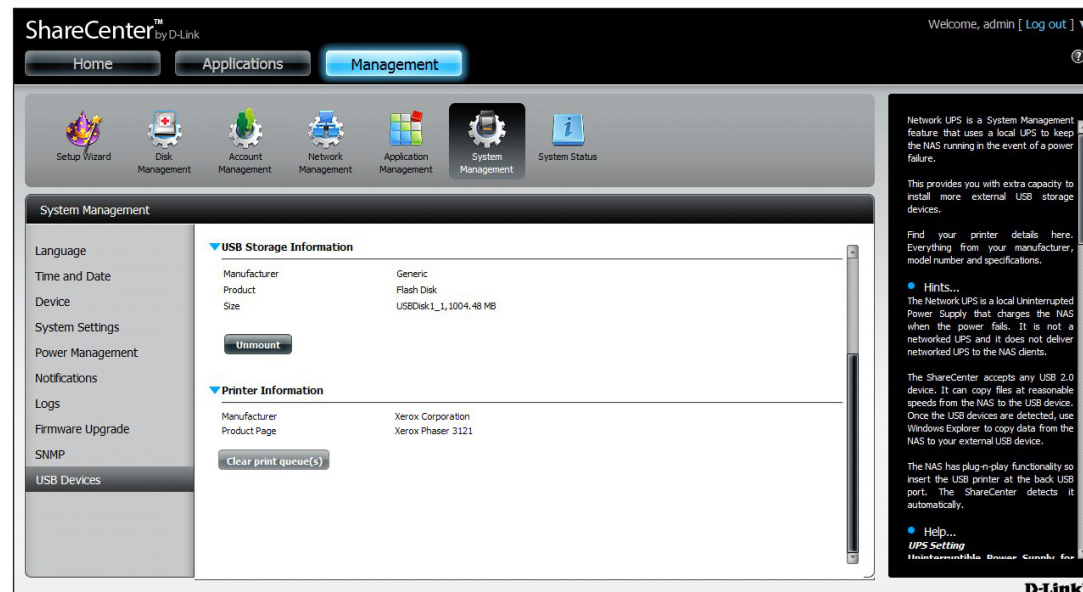 ShareCenter™ by D-Link
Welcome, admin [ Log out ]
Home
Applications
Management
Setup Wizard
Disk
Management
Account
Management
Network
Management
Application
Management
System
Management
System Status
System Management
Language
Time and Date
Device
System Settings
Power Management
Notifications
Logs
Firmware Upgrade
SNMP
USB Devices
USB Storage Information
Manufacturer Generic
Product Flash Disk
Size USBDisk1_1,1004.48 MB
Unmount
Printer Information
Manufacturer Xerox Corporation
Product Page Xerox Phaser 3121
Clear print queue(s)
Network UPS is a System Management
feature that uses a local UPS to keep
the NAS running in the event of a power
failure.
This provides you with extra capacity to
install more external USB storage
devices.
Find your printer details here.
Everything from your manufacturer,
model number and specifications.
Hints...
The Network UPS is a local Uninterrupted
Power Supply that charges the NAS
when the power fails. It is not a
networked UPS and it does not deliver
networked UPS to the NAS clients.
The ShareCenter accepts any USB 2.0
device. It can copy files at reasonable
speeds from the NAS to the USB device.
Once the USB devices are detected, use
Windows Explorer to copy data from the
NAS to your external USB device.
The NAS has plug-n-play functionality so
insert the USB printer at the back USB
port. The ShareCenter detects it
automatically.
Help...
UPS Setting
Uninterruptible Power Supply for
D-Link